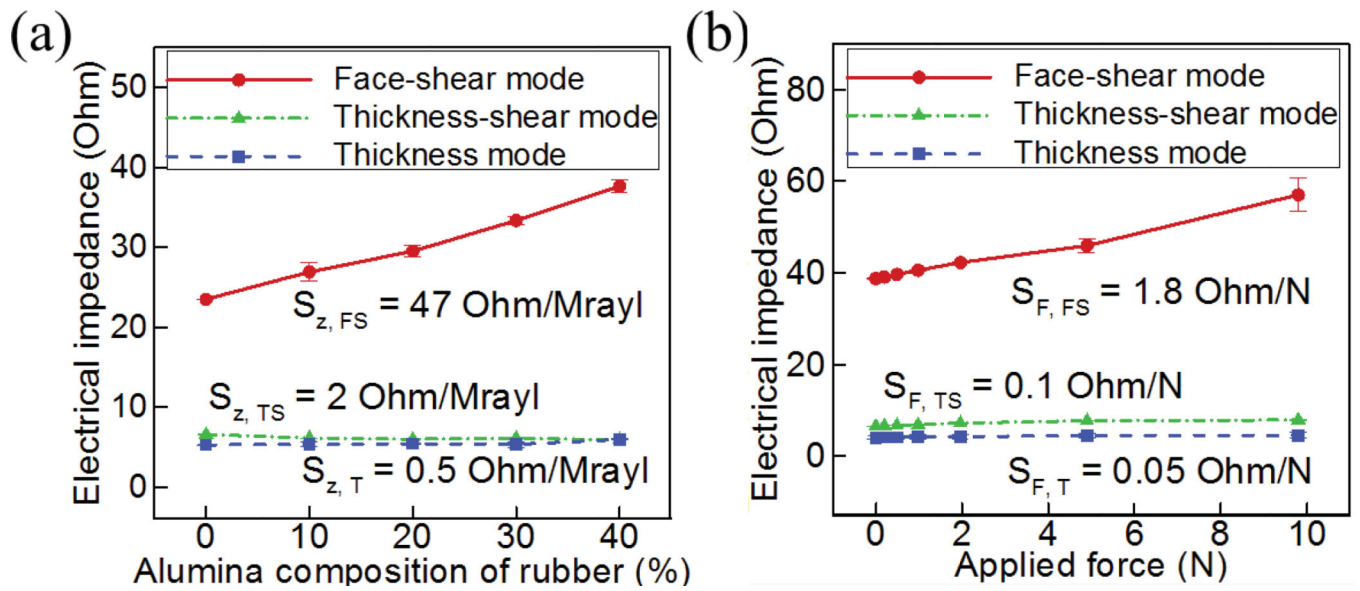 (a)
Electrical impedance (Ohm)
50
40
30
20
10
0
Face-shear mode
Thickness-shear mode
Thickness mode
S_z, FS = 47 Ohm/Mrayl
S_z, TS = 2 Ohm/Mrayl
S_z, T = 0.5 Ohm/Mrayl
0 10 20 30 40
Alumina composition of rubber (%)
(b)
Electrical impedance (Ohm)
80
60
40
20
0
Face-shear mode
Thickness-shear mode
Thickness mode
S_F, FS = 1.8 Ohm/N
S_F, TS = 0.1 Ohm/N
S_F, T = 0.05 Ohm/N
0 2 4 6 8 10
Applied force (N)